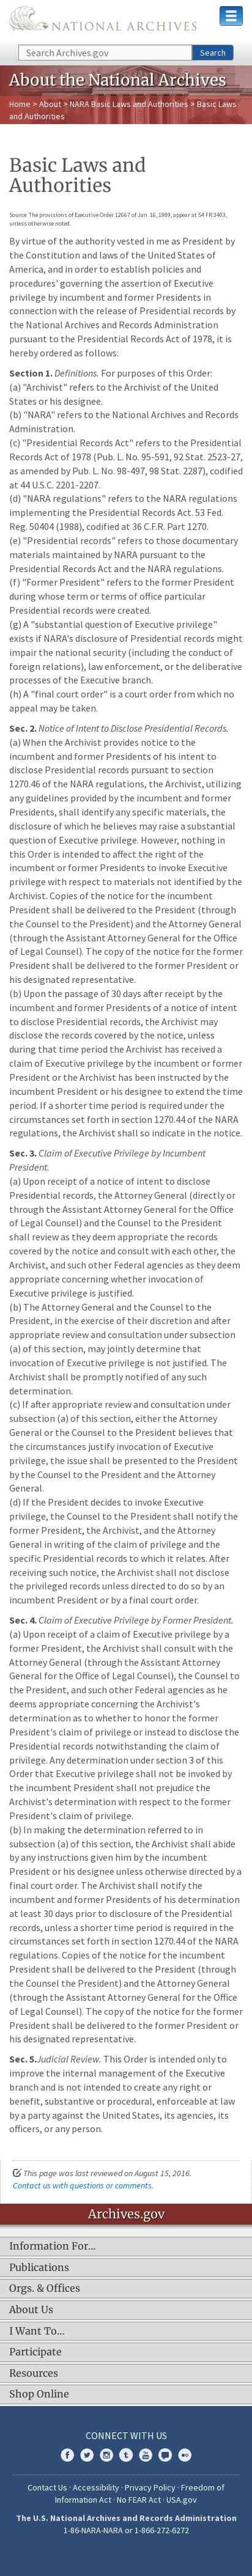 NATIONAL ARCHIVES
Search Archives.gov
Search
About the National Archives
Home > About > NARA Basic Laws and Authorities > Basic Laws
and Authorities
Basic Laws and
Authorities
Source: The provisions of Executive Order 12667 of Jan. 16, 1989, appear at 54 FR 3403,
unless otherwise noted.
By virtue of the authority vested in me as President by
the Constitution and laws of the United States of
America, and in order to establish policies and
procedures' governing the assertion of Executive
privilege by incumbent and former Presidents in
connection with the release of Presidential records by
the National Archives and Records Administration
pursuant to the Presidential Records Act of 1978, it is
hereby ordered as follows:
Section 1. Definitions. For purposes of this Order:
(a) "Archivist" refers to the Archivist of the United
States or his designee.
(b) "NARA" refers to the National Archives and Records
Administration.
(c) "Presidential Records Act" refers to the Presidential
Records Act of 1978 (Pub. L. No. 95-591, 92 Stat. 2523-27,
as amended by Pub. L. No. 98-497, 98 Stat. 2287), codified
at 44 U.S.C. 2201-2207.
(d) "NARA regulations" refers to the NARA regulations
implementing the Presidential Records Act. 53 Fed.
Reg. 50404 (1988), codified at 36 C.F.R. Part 1270.
(e) "Presidential records" refers to those documentary
materials maintained by NARA pursuant to the
Presidential Records Act and the NARA regulations.
(f) "Former President" refers to the former President
during whose term or terms of office particular
Presidential records were created.
(g) A "substantial question of Executive privilege"
exists if NARA's disclosure of Presidential records might
impair the national security (including the conduct of
foreign relations), law enforcement, or the deliberative
processes of the Executive branch.
(h) A "final court order" is a court order from which no
appeal may be taken.
Sec. 2. Notice of Intent to Disclose Presidential Records.
(a) When the Archivist provides notice to the
incumbent and former Presidents of his intent to
disclose Presidential records pursuant to section
1270.46 of the NARA regulations, the Archivist, utilizing
any guidelines provided by the incumbent and former
Presidents, shall identify any specific materials, the
disclosure of which he believes may raise a substantial
question of Executive privilege. However, nothing in
this Order is intended to affect the right of the
incumbent or former Presidents to invoke Executive
privilege with respect to materials not identified by the
Archivist. Copies of the notice for the incumbent
President shall be delivered to the President (through
the Counsel to the President) and the Attorney General
(through the Assistant Attorney General for the Office
of Legal Counsel). The copy of the notice for the former
President shall be delivered to the former President or
his designated representative.
(b) Upon the passage of 30 days after receipt by the
incumbent and former Presidents of a notice of intent
to disclose Presidential records, the Archivist may
disclose the records covered by the notice, unless
during that time period the Archivist has received a
claim of Executive privilege by the incumbent or former
President or the Archivist has been instructed by the
incumbent President or his designee to extend the time
period. If a shorter time period is required under the
circumstances set forth in section 1270.44 of the NARA
regulations, the Archivist shall so indicate in the notice.
Sec. 3. Claim of Executive Privilege by Incumbent
President.
(a) Upon receipt of a notice of intent to disclose
Presidential records, the Attorney General (directly or
through the Assistant Attorney General for the Office
of Legal Counsel) and the Counsel to the President
shall review as they deem appropriate the records
covered by the notice and consult with each other, the
Archivist, and such other Federal agencies as they deem
appropriate concerning whether invocation of
Executive privilege is justified.
(b) The Attorney General and the Counsel to the
President, in the exercise of their discretion and after
appropriate review and consultation under subsection
(a) of this section, may jointly determine that
invocation of Executive privilege is not justified. The
Archivist shall be promptly notified of any such
determination.
(c) If after appropriate review and consultation under
subsection (a) of this section, either the Attorney
General or the Counsel to the President believes that
the circumstances justify invocation of Executive
privilege, the issue shall be presented to the President
by the Counsel to the President and the Attorney
General.
(d) If the President decides to invoke Executive
privilege, the Counsel to the President shall notify the
former President, the Archivist, and the Attorney
General in writing of the claim of privilege and the
specific Presidential records to which it relates. After
receiving such notice, the Archivist shall not disclose
the privileged records unless directed to do so by an
incumbent President or by a final court order.
Sec. 4. Claim of Executive Privilege by Former President.
(a) Upon receipt of a claim of Executive privilege by a
former President, the Archivist shall consult with the
Attorney General (through the Assistant Attorney
General for the Office of Legal Counsel), the Counsel to
the President, and such other Federal agencies as he
deems appropriate concerning the Archivist's
determination as to whether to honor the former
President's claim of privilege or instead to disclose the
Presidential records notwithstanding the claim of
privilege. Any determination under section 3 of this
Order that Executive privilege shall not be invoked by
the incumbent President shall not prejudice the
Archivist's determination with respect to the former
President's claim of privilege.
(b) In making the determination referred to in
subsection (a) of this section, the Archivist shall abide
by any instructions given him by the incumbent
President or his designee unless otherwise directed by a
final court order. The Archivist shall notify the
incumbent and former Presidents of his determination
at least 30 days prior to disclosure of the Presidential
records, unless a shorter time period is required in the
circumstances set forth in section 1270.44 of the NARA
regulations. Copies of the notice for the incumbent
President shall be delivered to the President (through
the Counsel to the President) and the Attorney General
(through the Assistant Attorney General for the Office
of Legal Counsel). The copy of the notice for the former
President shall be delivered to the former President or
his designated representative.
Sec. 5.Judicial Review. This Order is intended only to
improve the internal management of the Executive
branch and is not intended to create any right or
benefit, substantive or procedural, enforceable at law
by a party against the United States, its agencies, its
officers, or any person.
This page was last reviewed on August 15, 2016.
Contact us with questions or comments.
Archives.gov
Information For...
Publications
Orgs. & Offices
About Us
I Want To...
Participate
Resources
Shop Online
CONNECT WITH US
Contact Us · Accessibility · Privacy Policy · Freedom of
Information Act · No FEAR Act · USA.gov
The U.S. National Archives and Records Administration
1-86-NARA-NARA or 1-866-272-6272